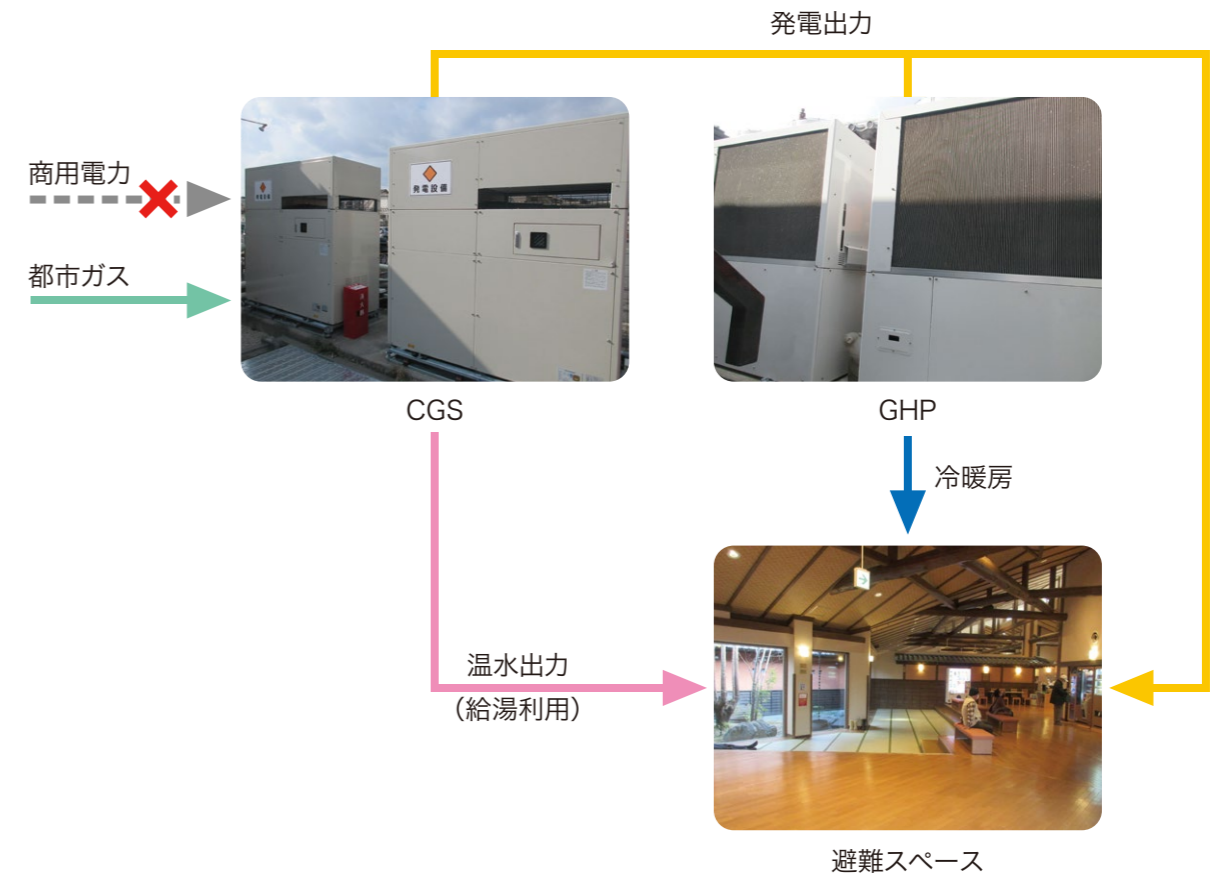 発電出力
商用電力
都市ガス
発電設備
CGS
GHP
冷暖房
温水出力
（給湯利用）
避難スペース